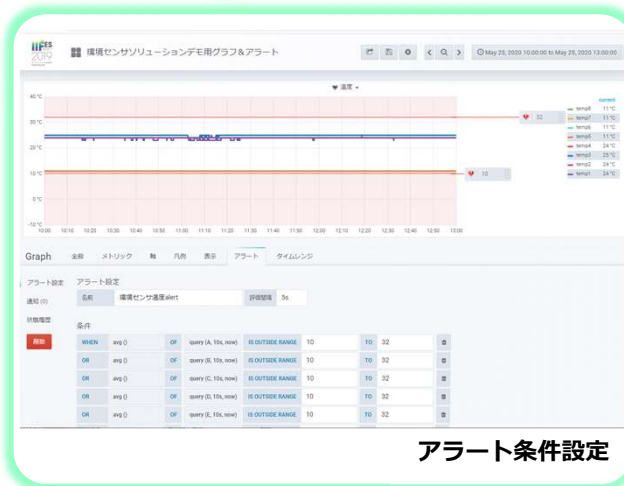 IIFES
2019
環境センサソリューションデモ用グラフ&アラート
May 25, 2020 10:00:00 to May 25, 2020 13:00:00
温度
40 °C
30 °C
20 °C
10 °C
0 °C
-10 °C
10:00 10:10 10:20 10:30 10:40 10:50 11:00 11:10 11:20 11:30 11:40 11:50 12:00 12:10 12:20 12:30 12:40 12:50 13:00
32
10
current
temp8 11 °C
temp7 11 °C
temp6 11 °C
temp5 11 °C
temp4 24 °C
temp3 25 °C
temp2 24 °C
temp1 24 °C
Graph 全般 メトリック 軸 凡例 表示 アラート タイムレンジ
アラート設定
通知 (0)
状態履歴
削除
アラート設定
名前 環境センサ温度alert 評価間隔 5s
条件
WHEN avg () OF query (A, 10s, now) IS OUTSIDE RANGE 10 TO 32
OR avg () OF query (B, 10s, now) IS OUTSIDE RANGE 10 TO 32
OR avg () OF query (C, 10s, now) IS OUTSIDE RANGE 10 TO 32
OR avg () OF query (D, 10s, now) IS OUTSIDE RANGE 10 TO 32
OR avg () OF query (E, 10s, now) IS OUTSIDE RANGE 10 TO 32
アラート条件設定